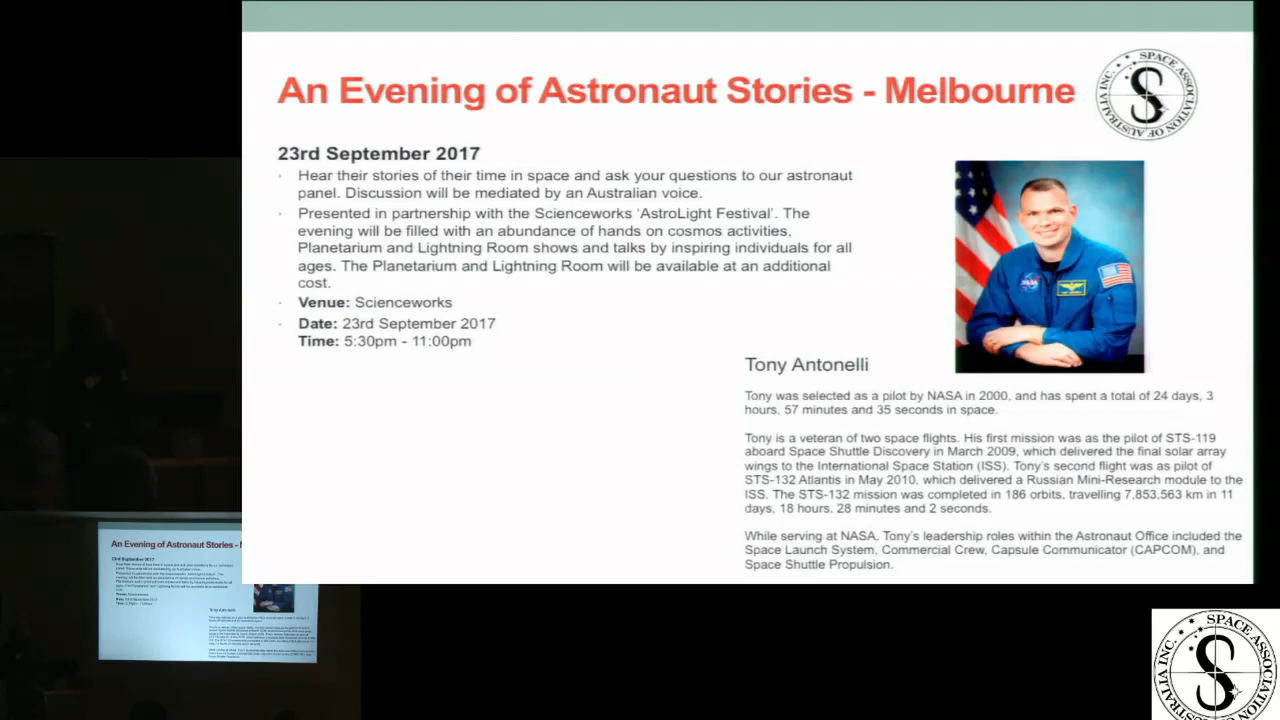 An Evening of Astronaut Stories - Melbourne
SPACE ASSOCIATION OF AUSTRALIA INC.
S
23rd September 2017
· Hear their stories of their time in space and ask your questions to our astronaut
panel. Discussion will be mediated by an Australian voice.
· Presented in partnership with the Scienceworks ‘AstroLight Festival’. The
evening will be filled with an abundance of hands on cosmos activities,
Planetarium and Lightning Room shows and talks by inspiring individuals for all
ages. The Planetarium and Lightning Room will be available at an additional
cost.
· Venue: Scienceworks
· Date: 23rd September 2017
Time: 5:30pm - 11:00pm
NASA
Tony Antonelli
Tony was selected as a pilot by NASA in 2000, and has spent a total of 24 days, 3
hours, 57 minutes and 35 seconds in space.
Tony is a veteran of two space flights. His first mission was as the pilot of STS-119
aboard Space Shuttle Discovery in March 2009, which delivered the final solar array
wings to the International Space Station (ISS). Tony’s second flight was as pilot of
STS-132 Atlantis in May 2010, which delivered a Russian Mini-Research module to the
ISS. The STS-132 mission was completed in 186 orbits, travelling 7,853,563 km in 11
days, 18 hours, 28 minutes and 2 seconds.
While serving at NASA, Tony’s leadership roles within the Astronaut Office included the
Space Launch System, Commercial Crew, Capsule Communicator (CAPCOM), and
Space Shuttle Propulsion.
An Evening of Astronaut Stories -
23rd September 2017
Tony Antonelli
SPACE ASSOCIATION
AUSTRALIA INC.
S